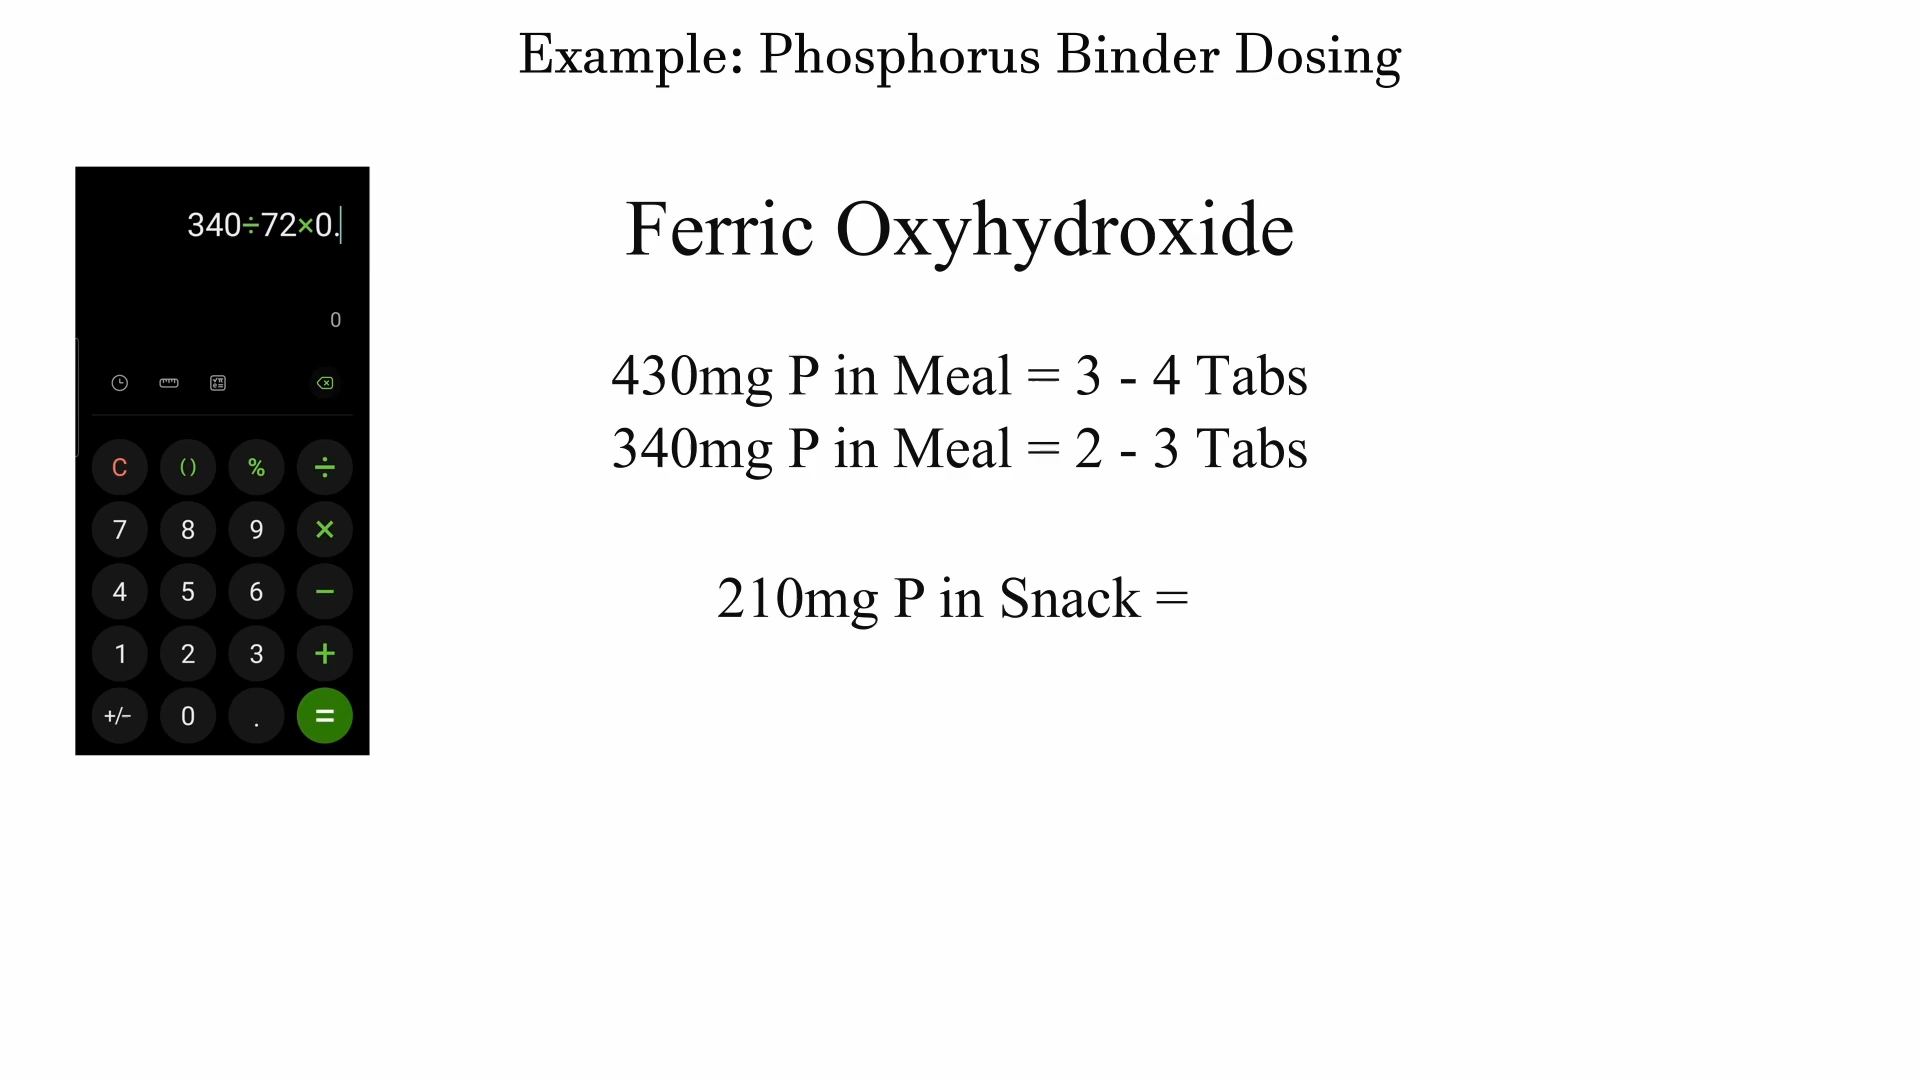 Example: Phosphorus Binder Dosing
340÷72×0.
0
C () % ÷
7 8 9 ×
4 5 6 −
1 2 3 +
+/− 0 . =
Ferric Oxyhydroxide
430mg P in Meal = 3 - 4 Tabs
340mg P in Meal = 2 - 3 Tabs
210mg P in Snack =